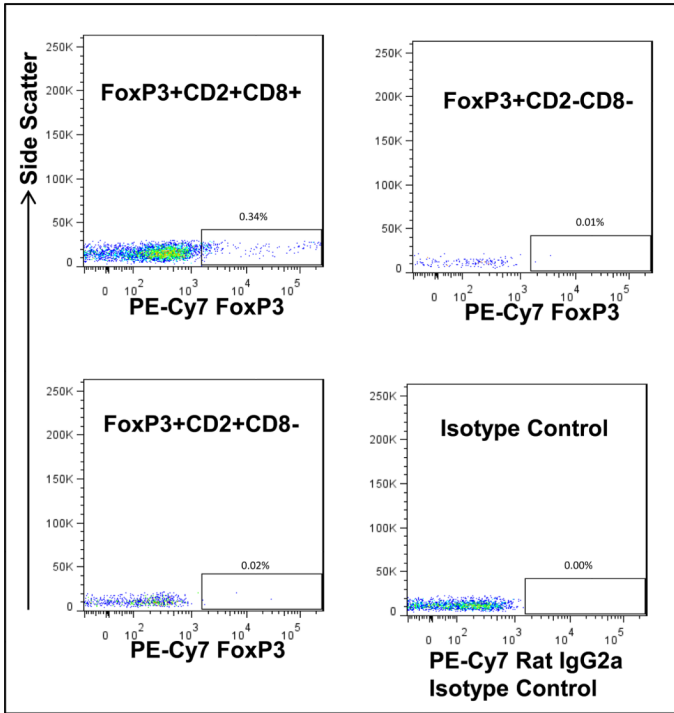 Side Scatter
250K
200K
150K
100K
50K
0
FoxP3+CD2+CD8+
0.34%
0 10^2 10^3 10^4 10^5
PE-Cy7 FoxP3
250K
200K
150K
100K
50K
0
FoxP3+CD2-CD8-
0.01%
0 10^2 10^3 10^4 10^5
PE-Cy7 FoxP3
250K
200K
150K
100K
50K
0
FoxP3+CD2+CD8-
0.02%
0 10^2 10^3 10^4 10^5
PE-Cy7 FoxP3
250K
200K
150K
100K
50K
0
Isotype Control
0.00%
0 10^2 10^3 10^4 10^5
PE-Cy7 Rat IgG2a
Isotype Control